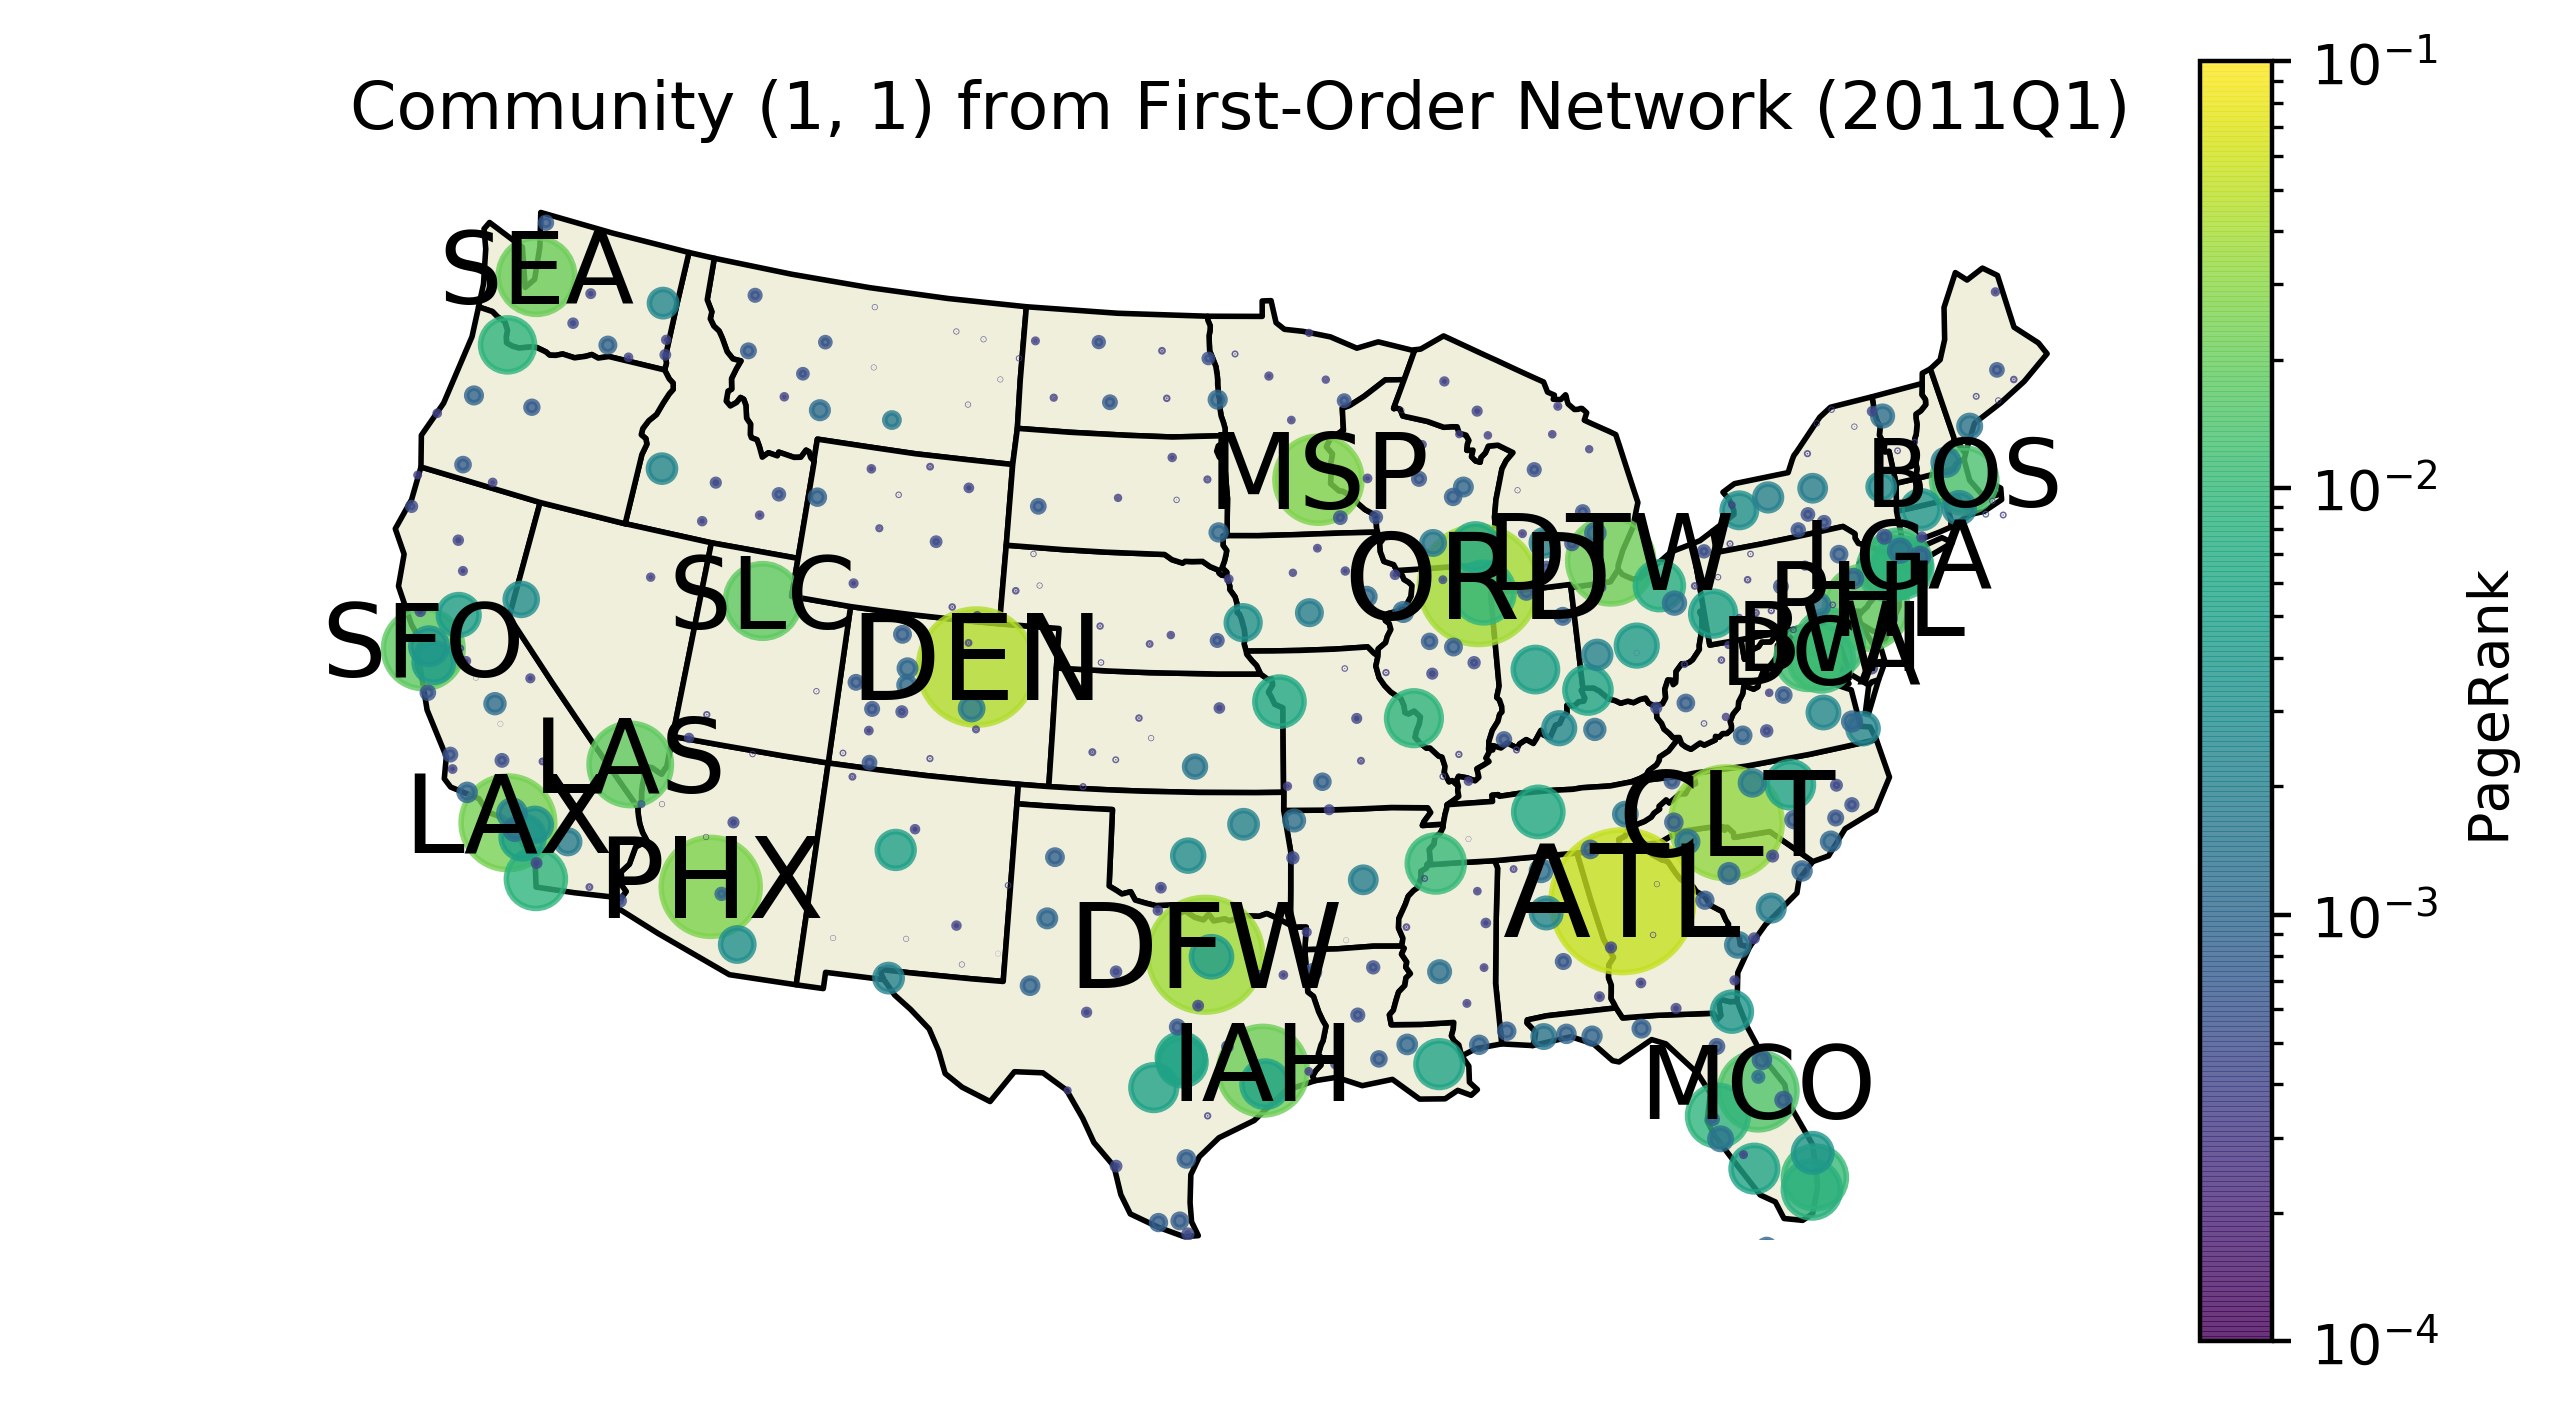 Community (1, 1) from First-Order Network (2011Q1)
SEA
MSP
BOS
ORD
DTW
LGA
SLC
SFO
DEN
PHL
BWI
DCA
LAS
LAX
PHX
CLT
ATL
DFW
IAH
MCO
10⁻¹
10⁻²
10⁻³
10⁻⁴
PageRank